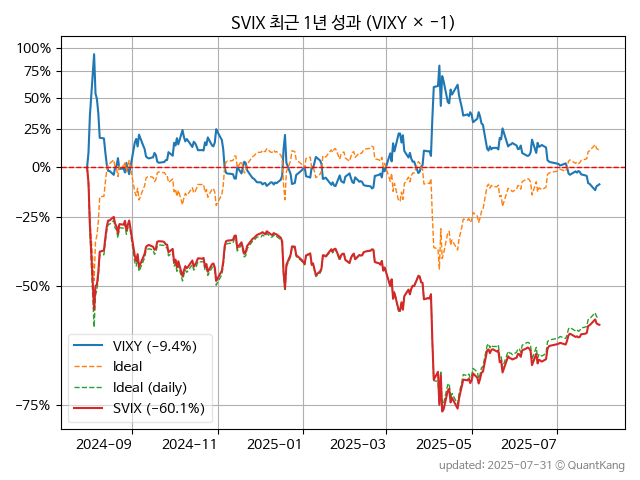 SVIX 최근 1년 성과 (VIXY × −1)
100%
75%
50%
25%
0%
−25%
−50%
−75%
VIXY (−9.4%)
Ideal
Ideal (daily)
SVIX (−60.1%)
2024-09
2024-11
2025-01
2025-03
2025-05
2025-07
updated: 2025-07-31 © QuantKang